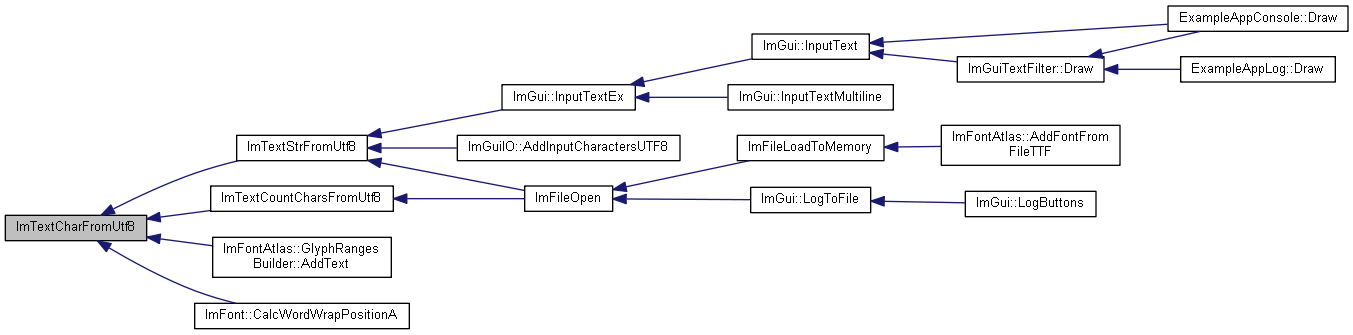 ExampleAppConsole::Draw
ImGui::InputText
ImGuiTextFilter::Draw
ExampleAppLog::Draw
ImGui::InputTextEx
ImGui::InputTextMultiline
ImTextStrFromUtf8
ImGuiIO::AddInputCharactersUTF8
ImFileLoadToMemory
ImFontAtlas::AddFontFrom
FileTTF
ImTextCountCharsFromUtf8
ImFileOpen
ImGui::LogToFile
ImGui::LogButtons
ImTextCharFromUtf8
ImFontAtlas::GlyphRanges
Builder::AddText
ImFont::CalcWordWrapPositionA